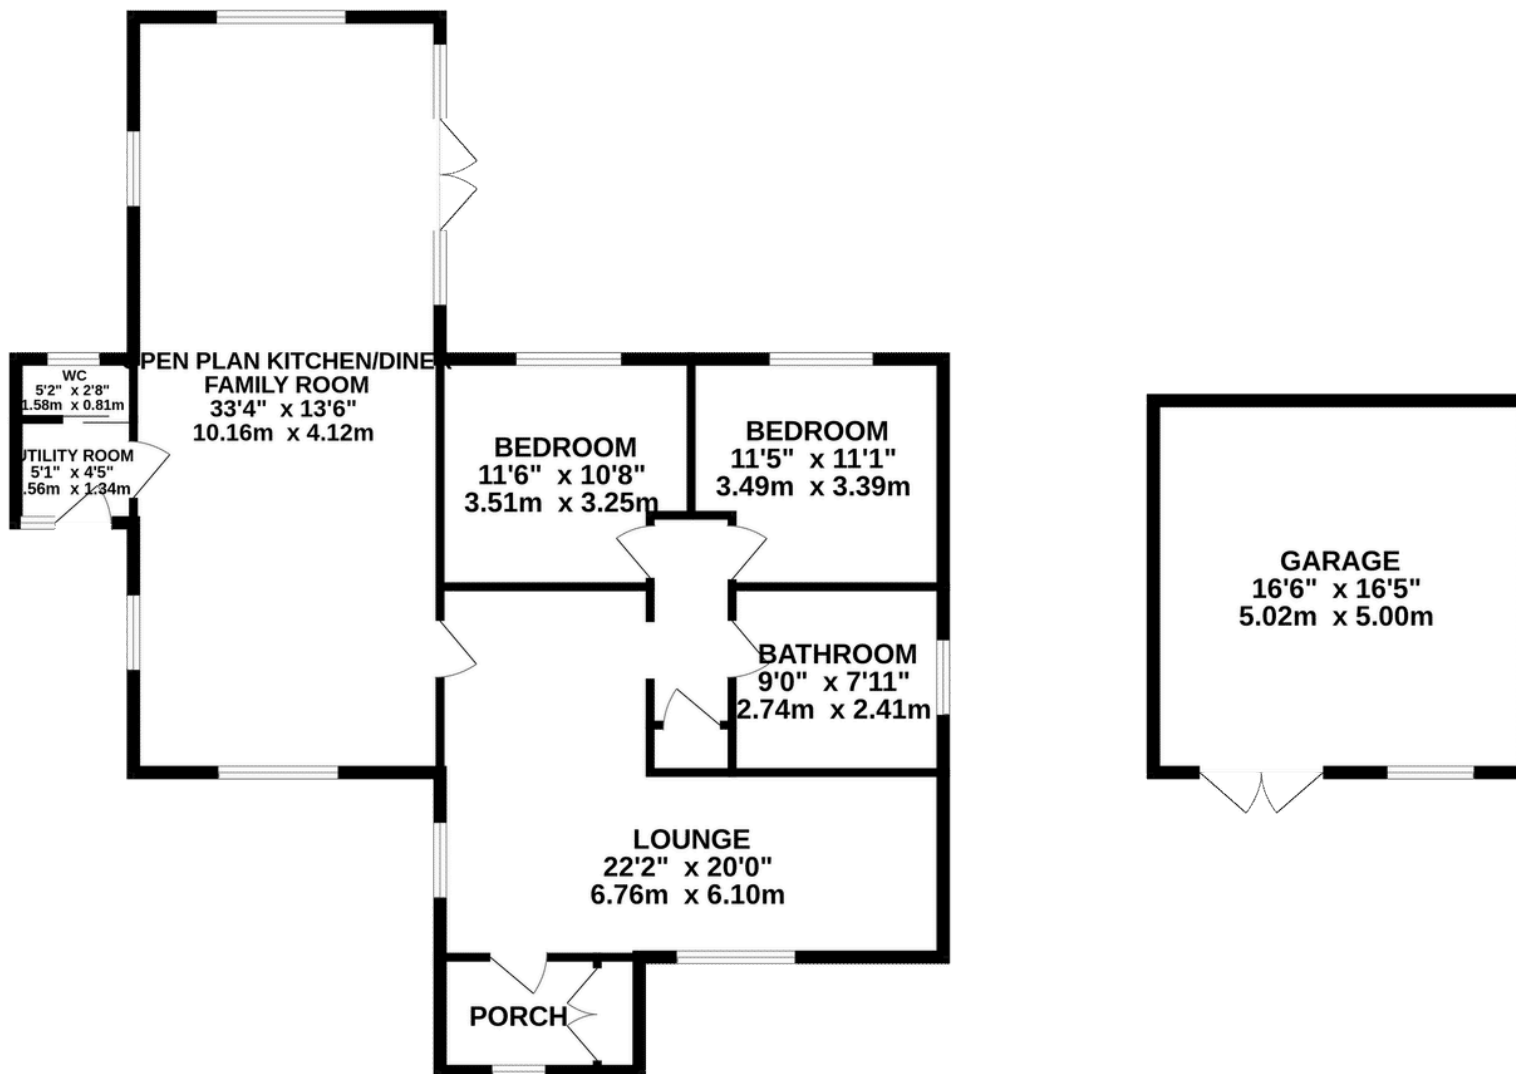 PEN PLAN KITCHEN/DINER
FAMILY ROOM
33'4" x 13'6"
10.16m x 4.12m
WC
5'2" x 2'8"
1.58m x 0.81m
UTILITY ROOM
5'1" x 4'5"
.56m x 1.34m
BEDROOM
11'6" x 10'8"
3.51m x 3.25m
BEDROOM
11'5" x 11'1"
3.49m x 3.39m
BATHROOM
9'0" x 7'11"
2.74m x 2.41m
LOUNGE
22'2" x 20'0"
6.76m x 6.10m
PORCH
GARAGE
16'6" x 16'5"
5.02m x 5.00m